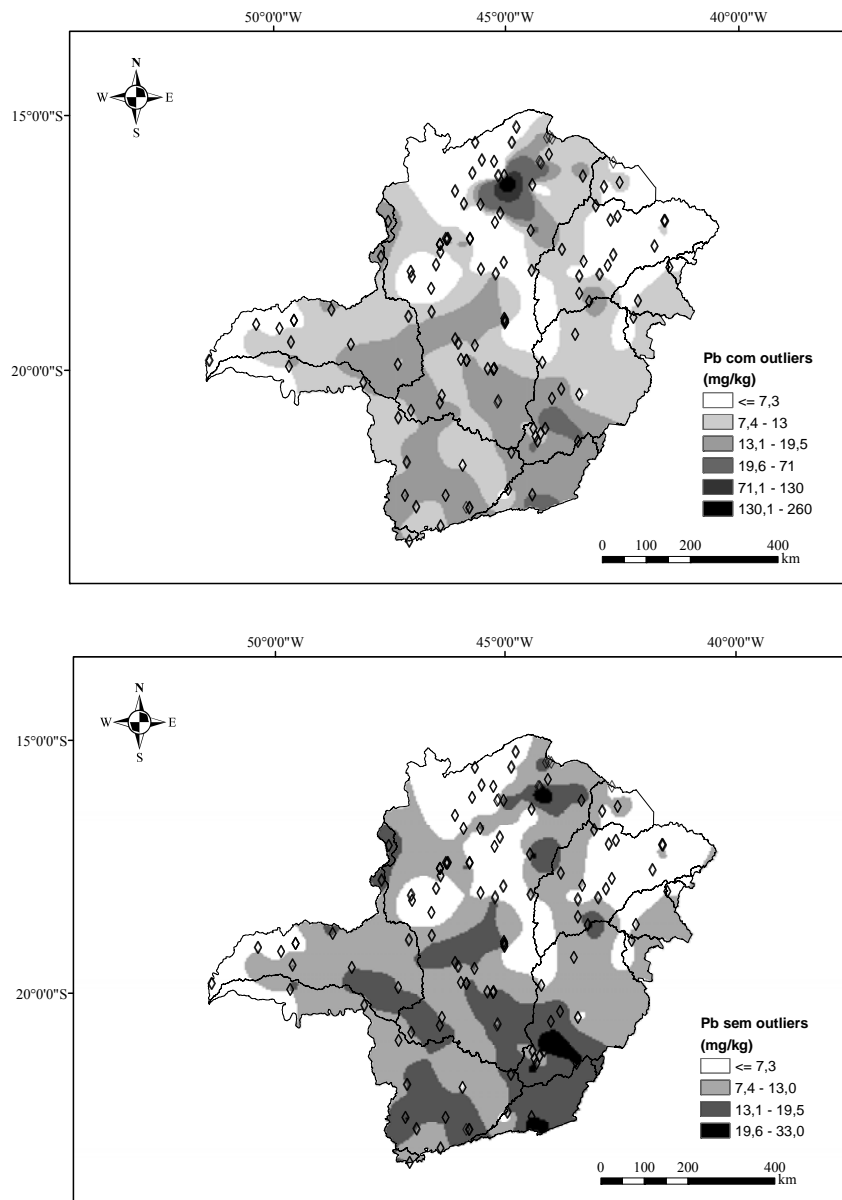 50°0'0"W 45°0'0"W 40°0'0"W
N
W E
S
15°0'0"S
20°0'0"S
Pb com outliers
(mg/kg)
<= 7,3
7,4 - 13
13,1 - 19,5
19,6 - 71
71,1 - 130
130,1 - 260
0 100 200 400
km
50°0'0"W 45°0'0"W 40°0'0"W
N
W E
S
15°0'0"S
20°0'0"S
Pb sem outliers
(mg/kg)
<= 7,3
7,4 - 13,0
13,1 - 19,5
19,6 - 33,0
0 100 200 400
km